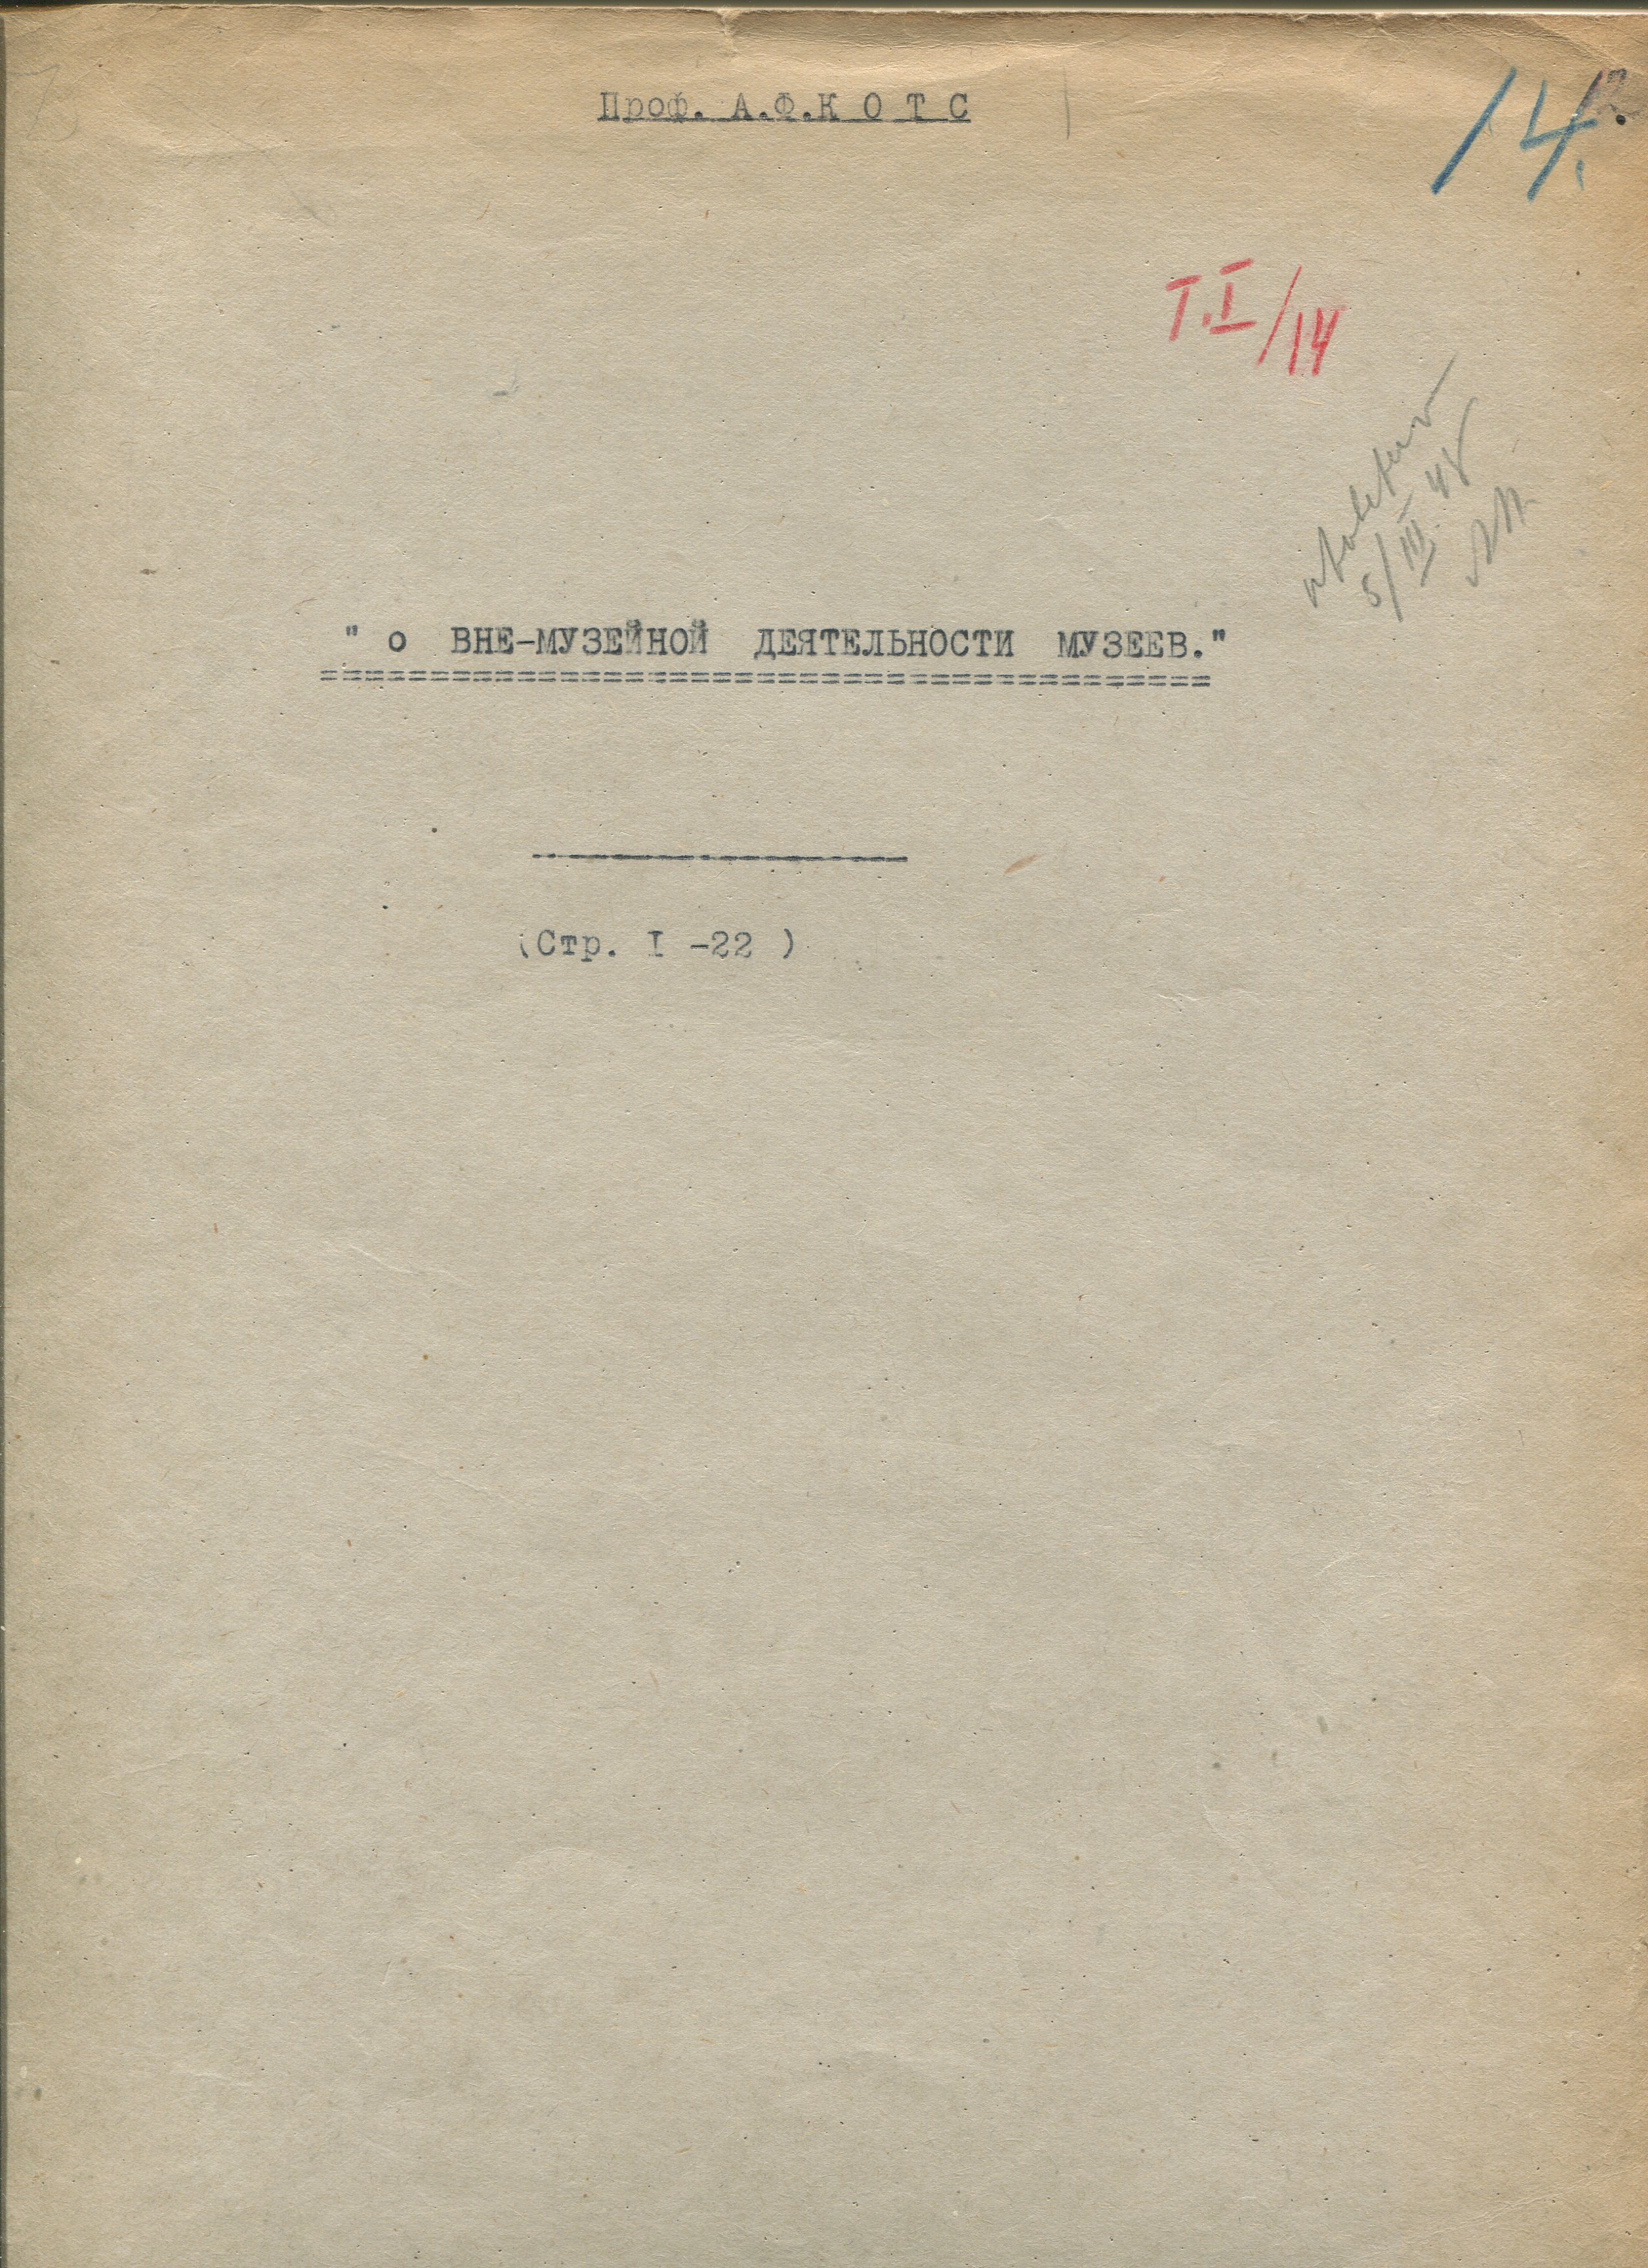 Проф. А.Ф.К О Т С
14.
Т.I/14
5/III 48
" о ВНЕ-МУЗЕЙНОЙ ДЕЯТЕЛЬНОСТИ МУЗЕЕВ."
(Стр. I -22 )